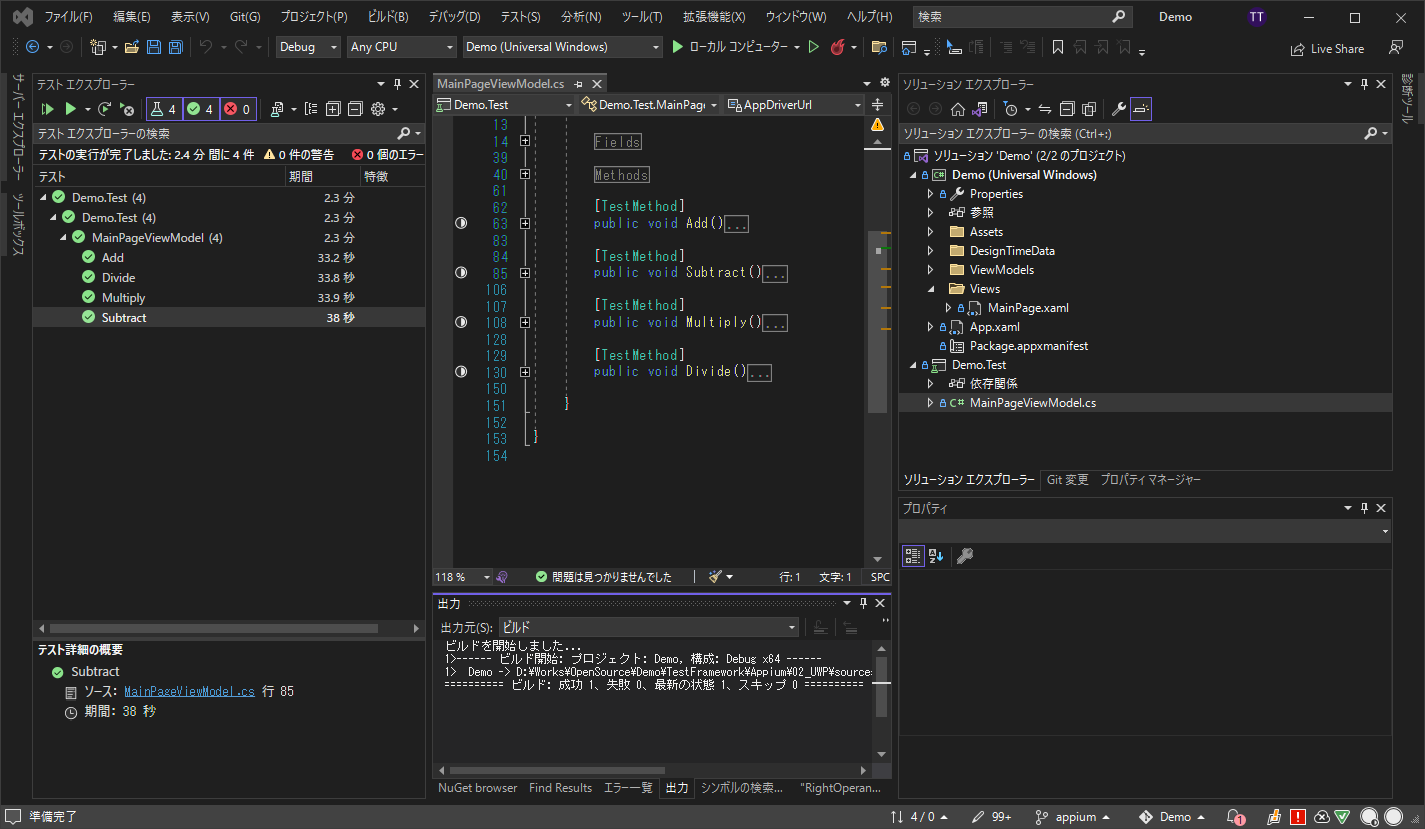 ファイル(F) 編集(E) 表示(V) Git(G) プロジェクト(P) ビルド(B) デバッグ(D) テスト(S) 分析(N) ツール(T) 拡張機能(X) ウィンドウ(W) ヘルプ(H) 検索 Demo TT
Debug Any CPU Demo (Universal Windows) ローカル コンピューター Live Share
サーバー エクスプローラー
ツールボックス
テスト エクスプローラー
4 4 0
テスト エクスプローラーの検索
テストの実行が完了しました: 2.4 分 間に 4 件 0 件の警告 0 個のエラー
テスト 期間 特徴
Demo.Test (4) 2.3 分
Demo.Test (4) 2.3 分
MainPageViewModel (4) 2.3 分
Add 33.2 秒
Divide 33.8 秒
Multiply 33.9 秒
Subtract 38 秒
テスト詳細の概要
Subtract
ソース: MainPageViewModel.cs 行 85
期間: 38 秒
MainPageViewModel.cs
Demo.Test Demo.Test.MainPag AppDriverUrl
13
14 Fields
39
40 Methods
61
62 [TestMethod]
63 public void Add()...
83
84 [TestMethod]
85 public void Subtract()...
106
107 [TestMethod]
108 public void Multiply()...
128
129 [TestMethod]
130 public void Divide()...
150
151 }
152
153 }
154
118 % 問題は見つかりませんでした 行: 1 文字: 1 SPC
出力
出力元(S): ビルド
ビルドを開始しました...
1>------ ビルド開始: プロジェクト: Demo, 構成: Debug x64 ------
1> Demo -> D:¥Works¥OpenSource¥Demo¥TestFramework¥Appium¥02_UWP¥source
========== ビルド: 成功 1、失敗 0、最新の状態 1、スキップ 0 ==========
NuGet browser Find Results エラー一覧 出力 シンボルの検索... "RightOperan...
ソリューション エクスプローラー
ソリューション エクスプローラー の検索 (Ctrl+:)
ソリューション 'Demo' (2/2 のプロジェクト)
Demo (Universal Windows)
Properties
参照
Assets
DesignTimeData
ViewModels
Views
MainPage.xaml
App.xaml
Package.appxmanifest
Demo.Test
依存関係
C# MainPageViewModel.cs
ソリューション エクスプローラー Git 変更 プロパティ マネージャー
プロパティ
診断ツール
準備完了 4 / 0 99+ appium Demo 1